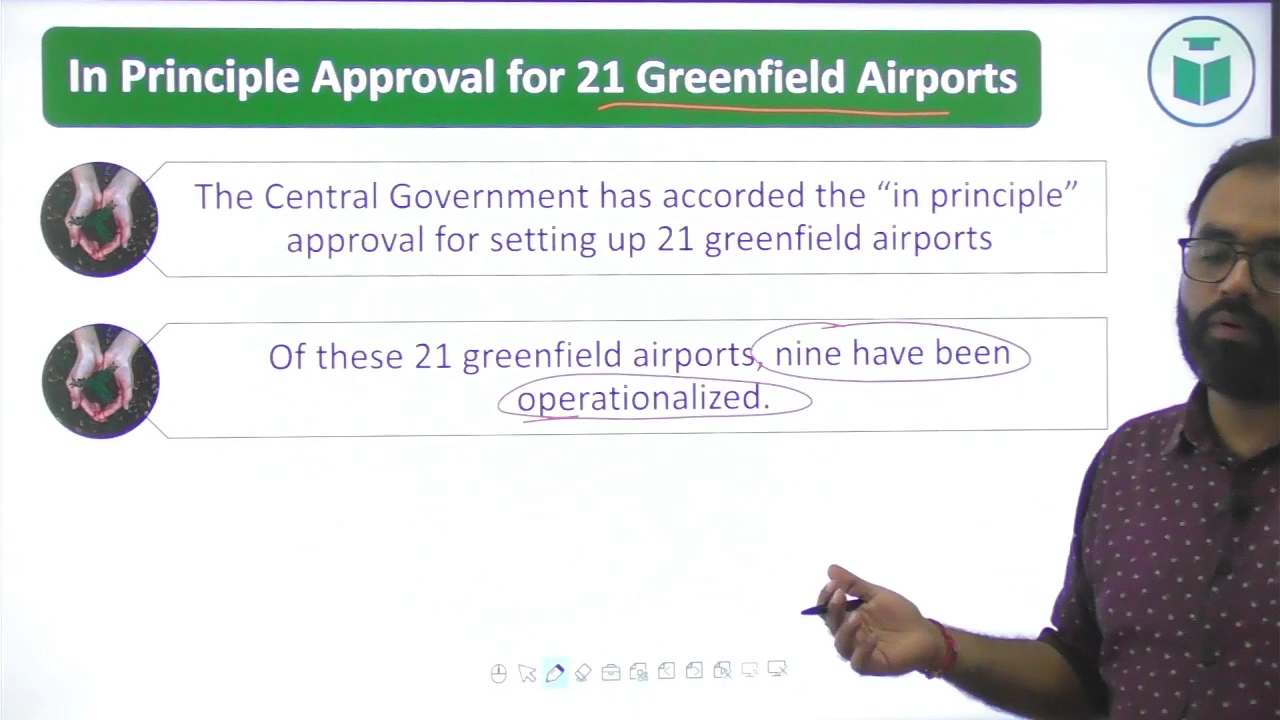 In Principle Approval for 21 Greenfield Airports
The Central Government has accorded the “in principle”
approval for setting up 21 greenfield airports
Of these 21 greenfield airports, nine have been
operationalized.